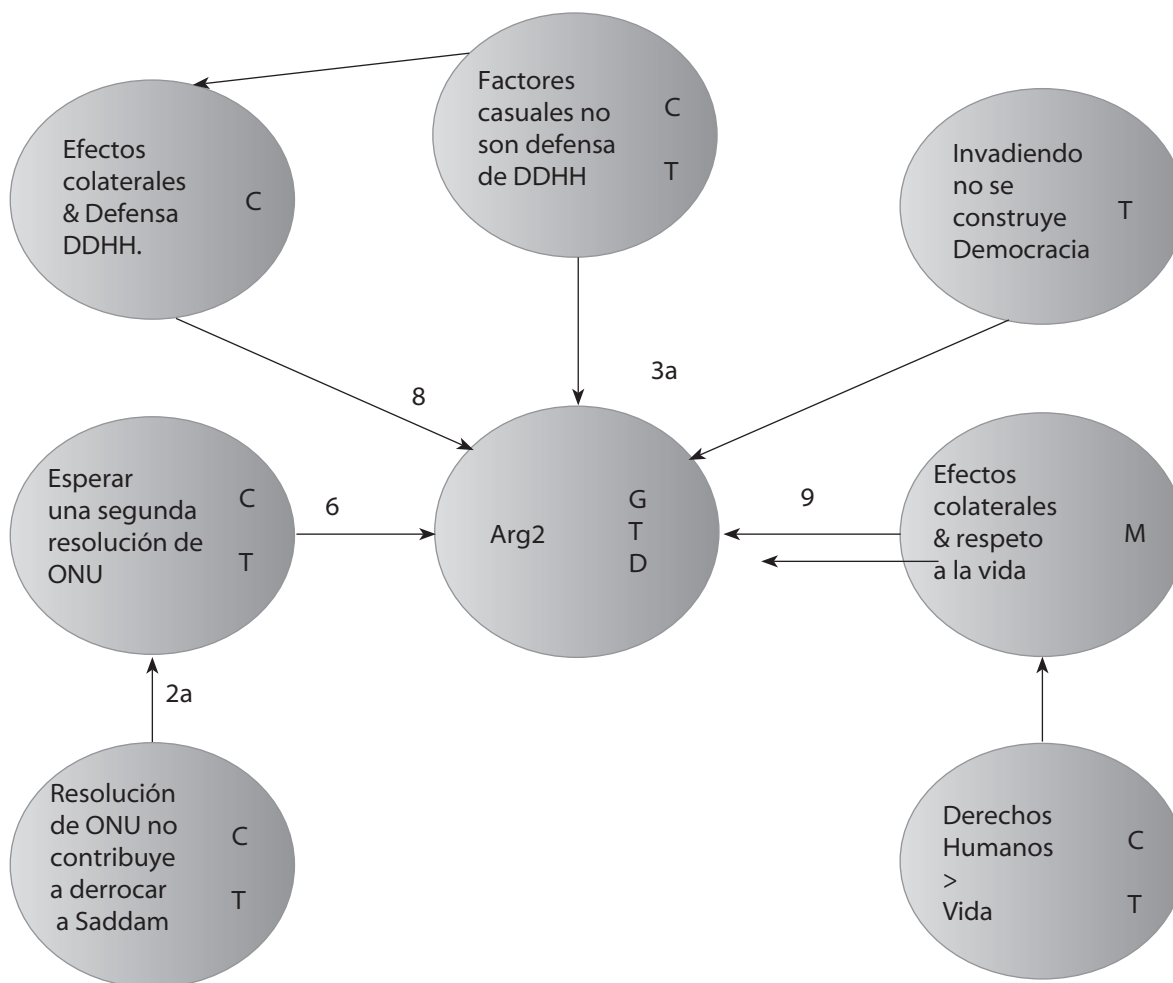 Factores
casuales no
son defensa
de DDHH
C
T
Efectos
colaterales
& Defensa
DDHH.
C
Invadiendo
no se
construye
Democracia
T
8
3a
Esperar
una segunda
resolución de
ONU
C
T
6
Arg2
G
T
D
9
Efectos
colaterales
& respeto
a la vida
M
2a
Resolución
de ONU no
contribuye
a derrocar
a Saddam
C
T
Derechos
Humanos
>
Vida
C
T